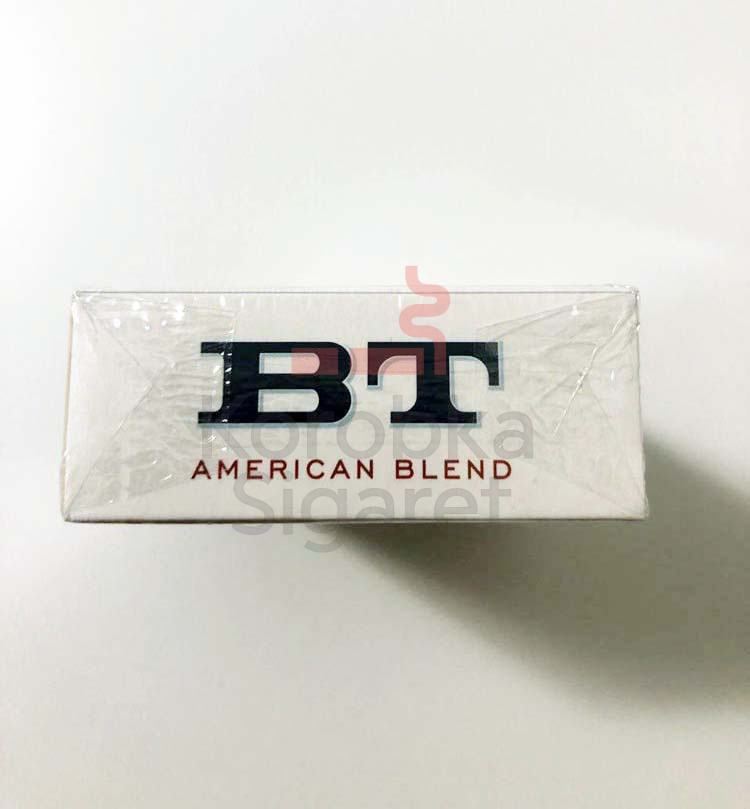 BT
Korobka
AMERICAN BLEND
Sigaret